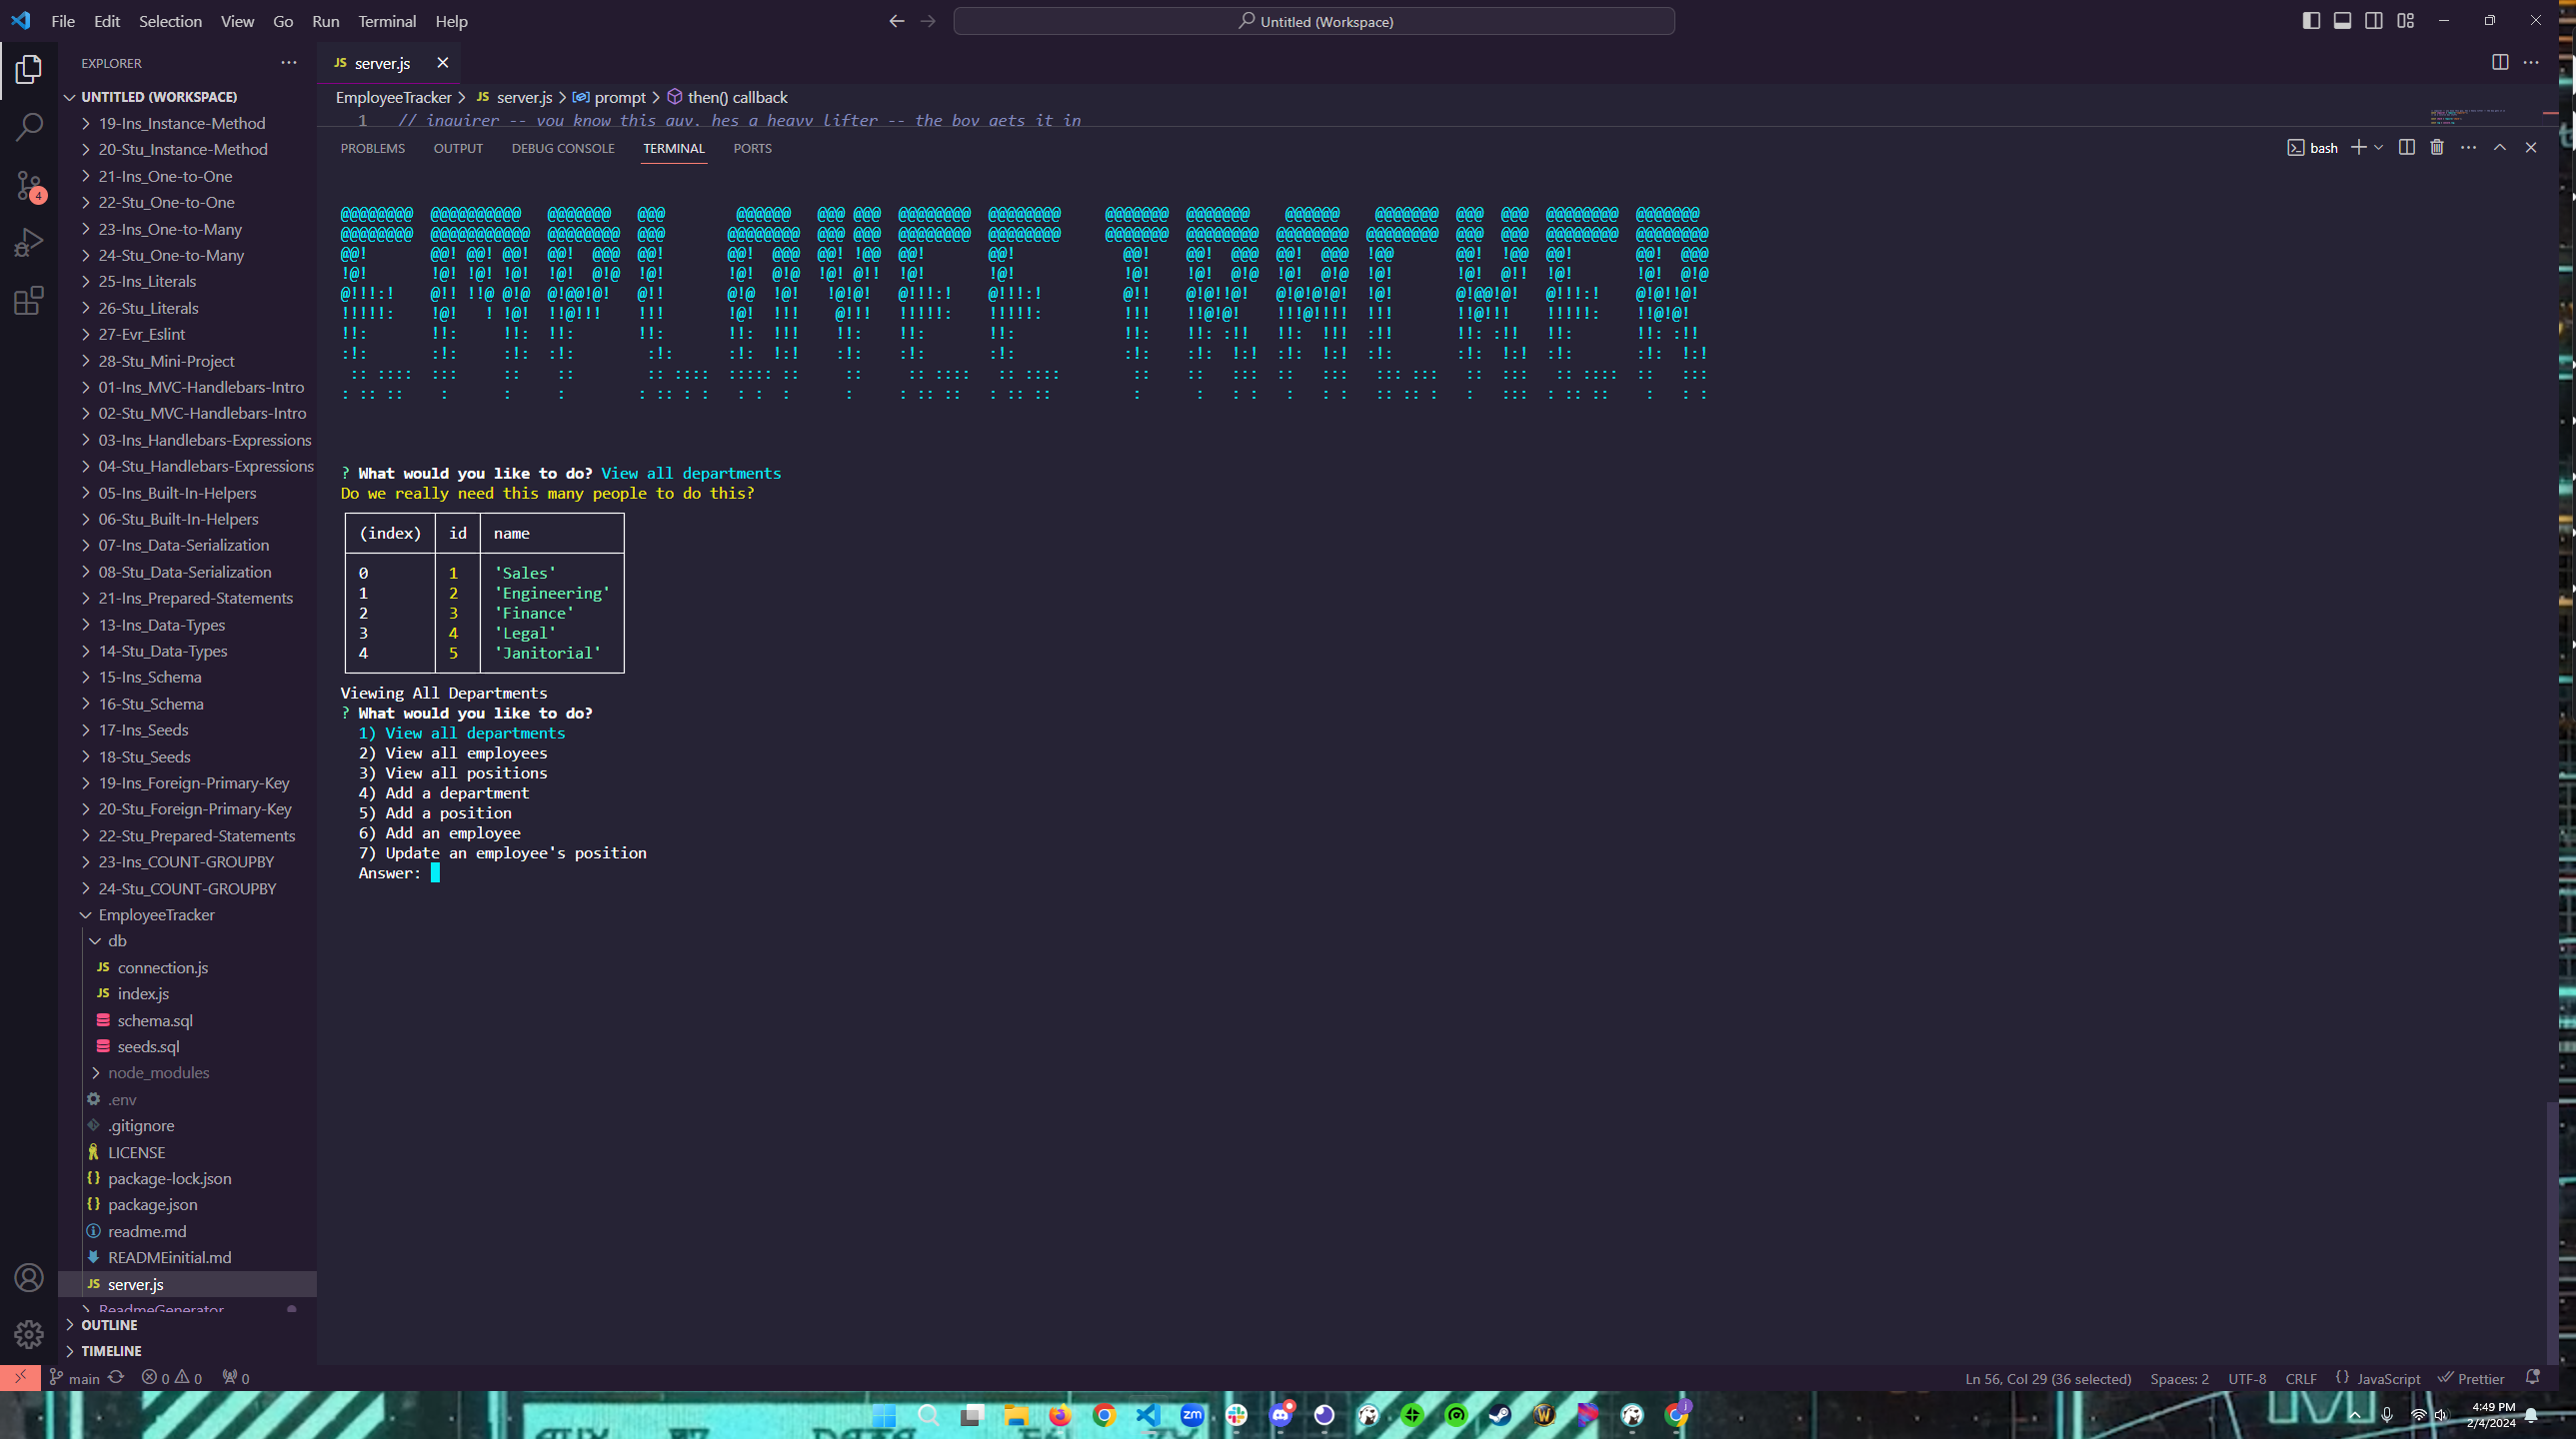 File Edit Selection View Go Run Terminal Help
Untitled (Workspace)
EXPLORER
UNTITLED (WORKSPACE)
19-Ins_Instance-Method
20-Stu_Instance-Method
21-Ins_One-to-One
22-Stu_One-to-One
23-Ins_One-to-Many
24-Stu_One-to-Many
25-Ins_Literals
26-Stu_Literals
27-Evr_Eslint
28-Stu_Mini-Project
01-Ins_MVC-Handlebars-Intro
02-Stu_MVC-Handlebars-Intro
03-Ins_Handlebars-Expressions
04-Stu_Handlebars-Expressions
05-Ins_Built-In-Helpers
06-Stu_Built-In-Helpers
07-Ins_Data-Serialization
08-Stu_Data-Serialization
21-Ins_Prepared-Statements
13-Ins_Data-Types
14-Stu_Data-Types
15-Ins_Schema
16-Stu_Schema
17-Ins_Seeds
18-Stu_Seeds
19-Ins_Foreign-Primary-Key
20-Stu_Foreign-Primary-Key
22-Stu_Prepared-Statements
23-Ins_COUNT-GROUPBY
24-Stu_COUNT-GROUPBY
EmployeeTracker
db
JS connection.js
JS index.js
schema.sql
seeds.sql
node_modules
.env
.gitignore
LICENSE
{} package-lock.json
{} package.json
readme.md
READMEinitial.md
JS server.js
ReadmeGenerator
OUTLINE
TIMELINE
JS server.js
EmployeeTracker > JS server.js > prompt > then() callback
1 // inquirer -- you know this guy, hes a heavy lifter -- the boy gets it in
PROBLEMS OUTPUT DEBUG CONSOLE TERMINAL PORTS
bash
EMPLOYEE TRACKER
? What would you like to do? View all departments
Do we really need this many people to do this?
(index) id name
0 1 'Sales'
1 2 'Engineering'
2 3 'Finance'
3 4 'Legal'
4 5 'Janitorial'
Viewing All Departments
? What would you like to do?
1) View all departments
2) View all employees
3) View all positions
4) Add a department
5) Add a position
6) Add an employee
7) Update an employee's position
Answer:
4
main 0 0 0
Ln 56, Col 29 (36 selected) Spaces: 2 UTF-8 CRLF {} JavaScript Prettier
zm
4:49 PM
2/4/2024